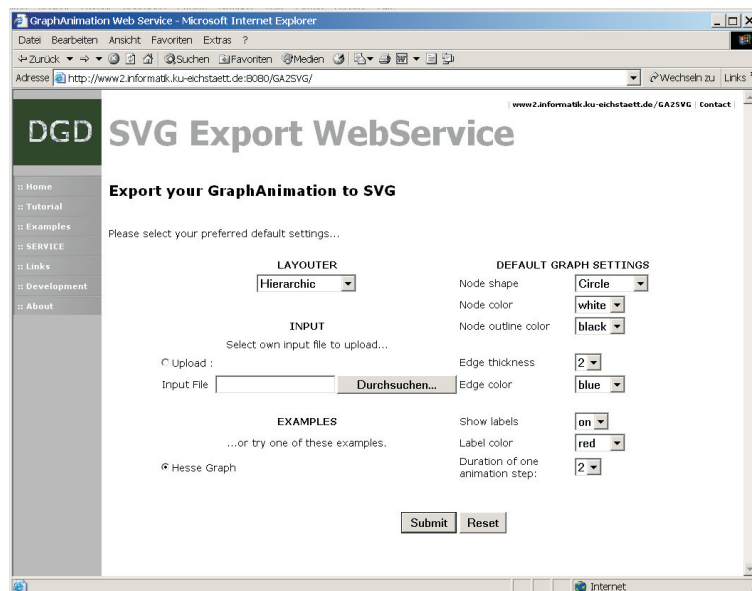 GraphAnimation Web Service - Microsoft Internet Explorer
Datei Bearbeiten Ansicht Favoriten Extras ?
Zurück Suchen Favoriten Medien
Adresse http://www2.informatik.ku-eichstaett.de:8080/GA2SVG/ Wechseln zu Links
www2.informatik.ku-eichstaett.de/GA2SVG | Contact |
DGD SVG Export WebService
:: Home
:: Tutorial
:: Examples
:: SERVICE
:: Links
:: Development
:: About
Export your GraphAnimation to SVG
Please select your preferred default settings...
LAYOUTER
Hierarchic
INPUT
Select own input file to upload...
Upload :
Input File Durchsuchen...
EXAMPLES
...or try one of these examples.
Hesse Graph
DEFAULT GRAPH SETTINGS
Node shape Circle
Node color white
Node outline color black
Edge thickness 2
Edge color blue
Show labels on
Label color red
Duration of one
animation step: 2
Submit Reset
Internet